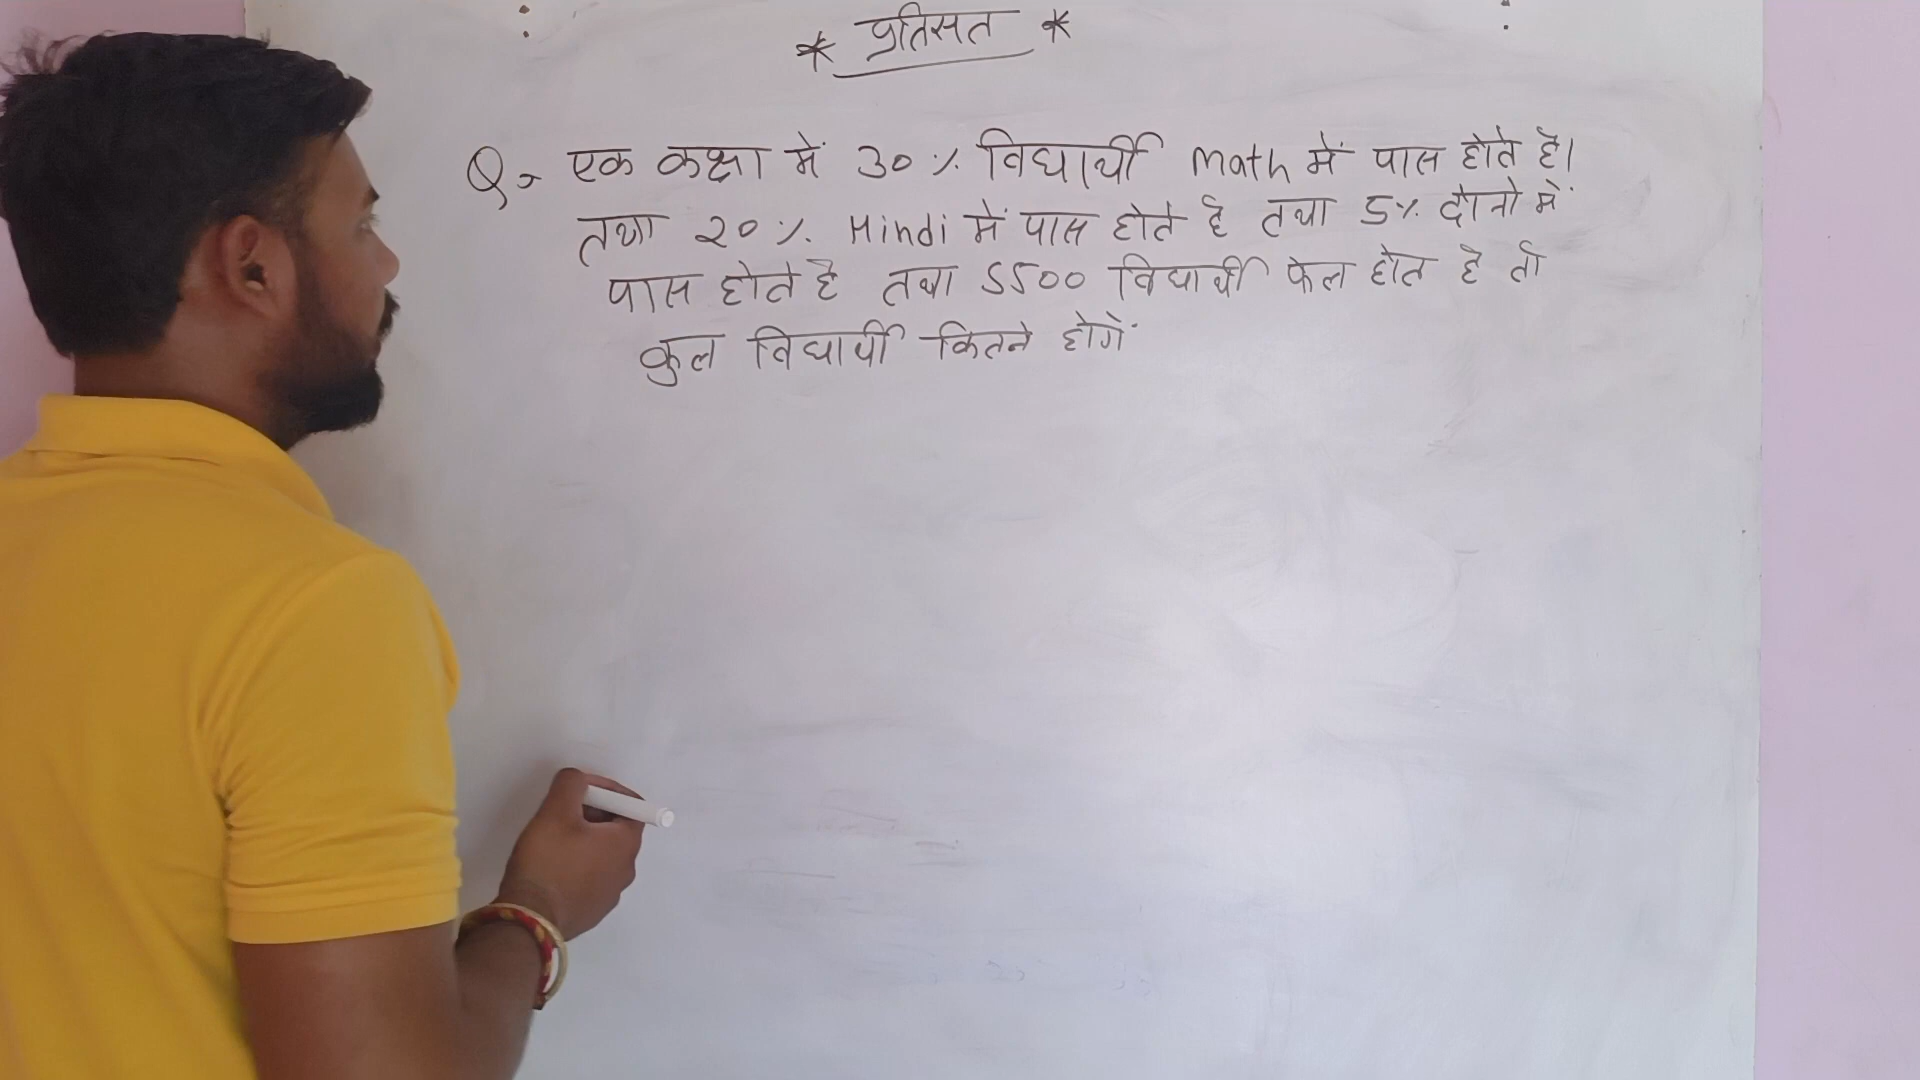 * प्रतिसत *
Q→ एक कक्षा में 30 % विद्यार्थी math में पास होते है।
तथा 20 %. Hindi में पास होते है तथा 5%. दोनो में
पास होते है तथा 5500 विद्यार्थी फेल होत है तो
कुल विद्यार्थी कितने होगें